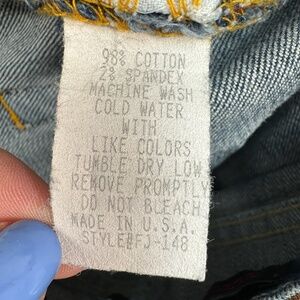 98% COTTON
2% SPANDEX
MACHINE WASH
COLD WATER
WITH
LIKE COLORS
TUMBLE DRY LOW
REMOVE PROMPTLY
DO NOT BLEACH
MADE IN U.S.A.
STYLE#FJ-148